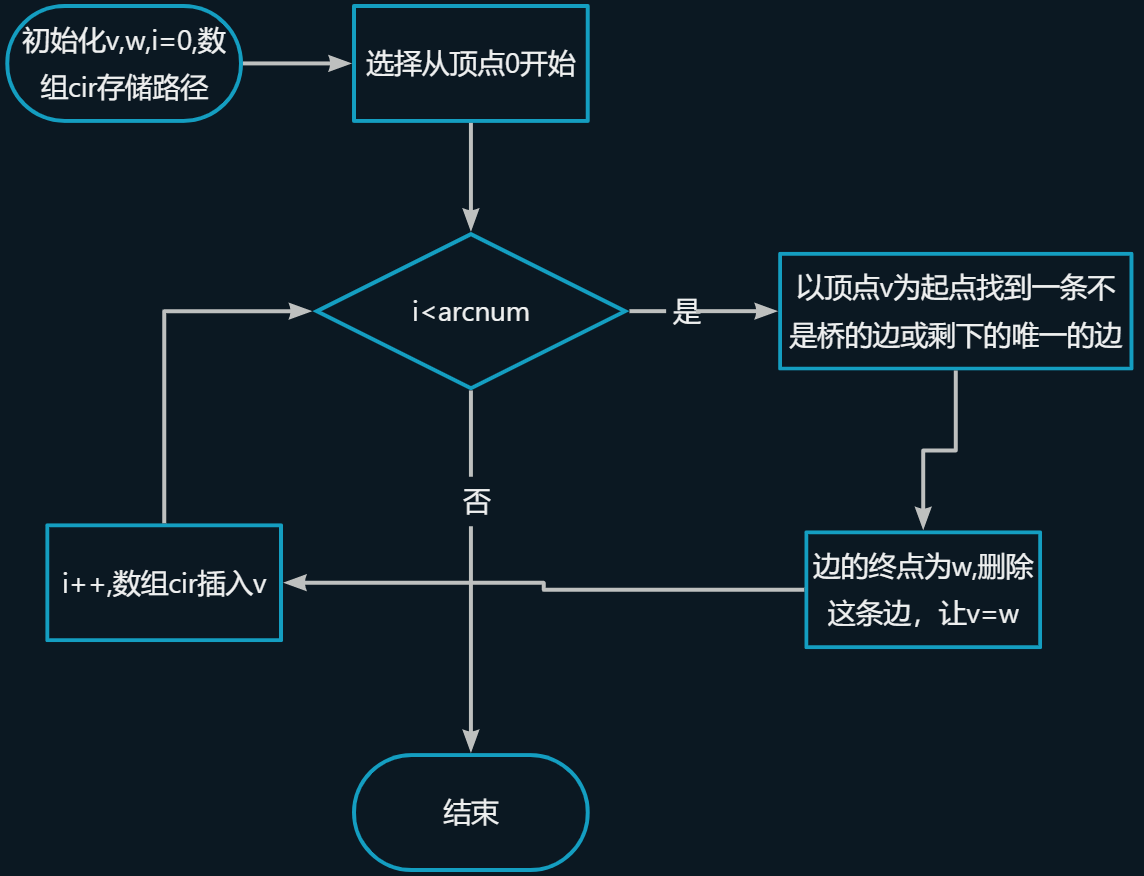 初始化v,w,i=0,数
组cir存储路径
选择从顶点0开始
i<arcnum
是
以顶点v为起点找到一条不
是桥的边或剩下的唯一的边
否
边的终点为w,删除
这条边，让v=w
i++,数组cir插入v
结束